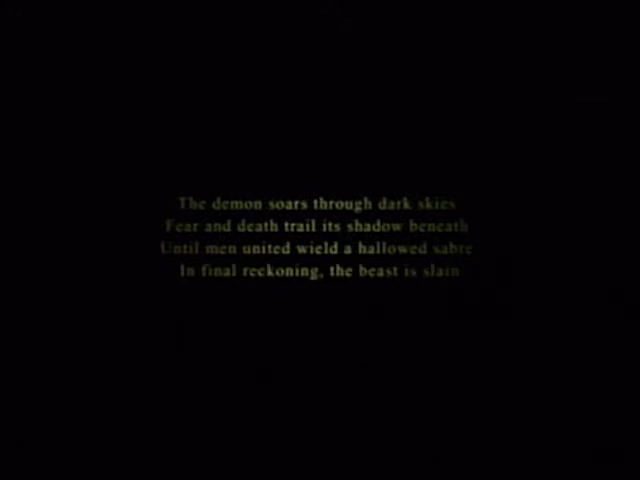 The demon soars through dark skies
Fear and death trail its shadow beneath
Until men united wield a hallowed sabre
In final reckoning, the beast is slain